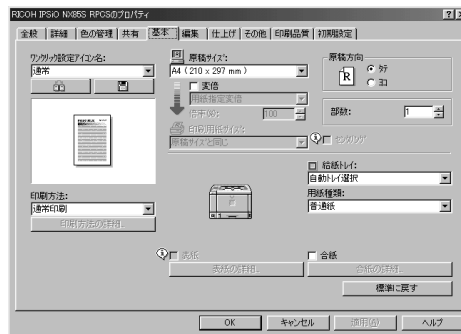 RICOH IPSiO NX85S RPCSのプロパティ
全般 詳細 色の管理 共有 基本 編集 仕上げ その他 印刷品質 初期設定
ワンクリック設定アイコン名:
通常
印刷方法:
通常印刷
印刷方法の詳細...
原稿サイズ:
A4 (210 x 297 mm)
変倍
用紙指定変倍
倍率(%):
100
印刷用紙サイズ:
原稿サイズと同じ
原稿方向
R
タテ
ヨコ
部数:
1
給紙トレイ:
自動トレイ選択
用紙種類:
普通紙
表紙
表紙の詳細...
合紙
合紙の詳細...
標準に戻す
OK
キャンセル
適用(A)
ヘルプ